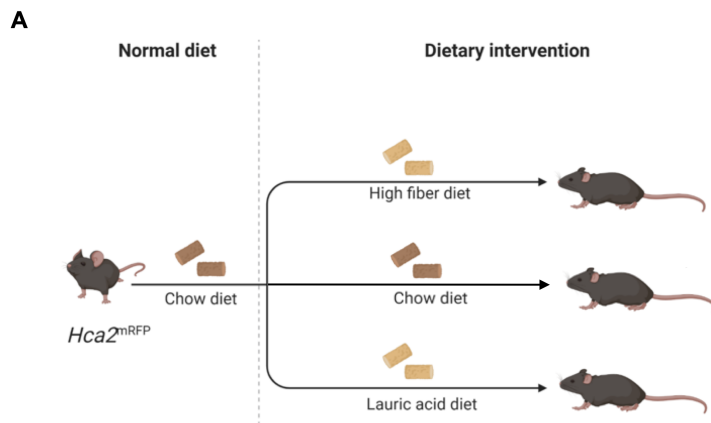 A
Normal diet
Dietary intervention
High fiber diet
Chow diet
Chow diet
Hca2mRFP
Lauric acid diet